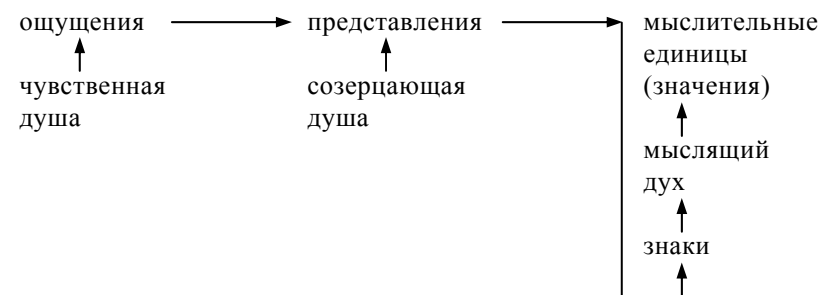 ощущения
представления
мыслительные
единицы
(значения)
чувственная
душа
созерцающая
душа
мыслящий
дух
знаки